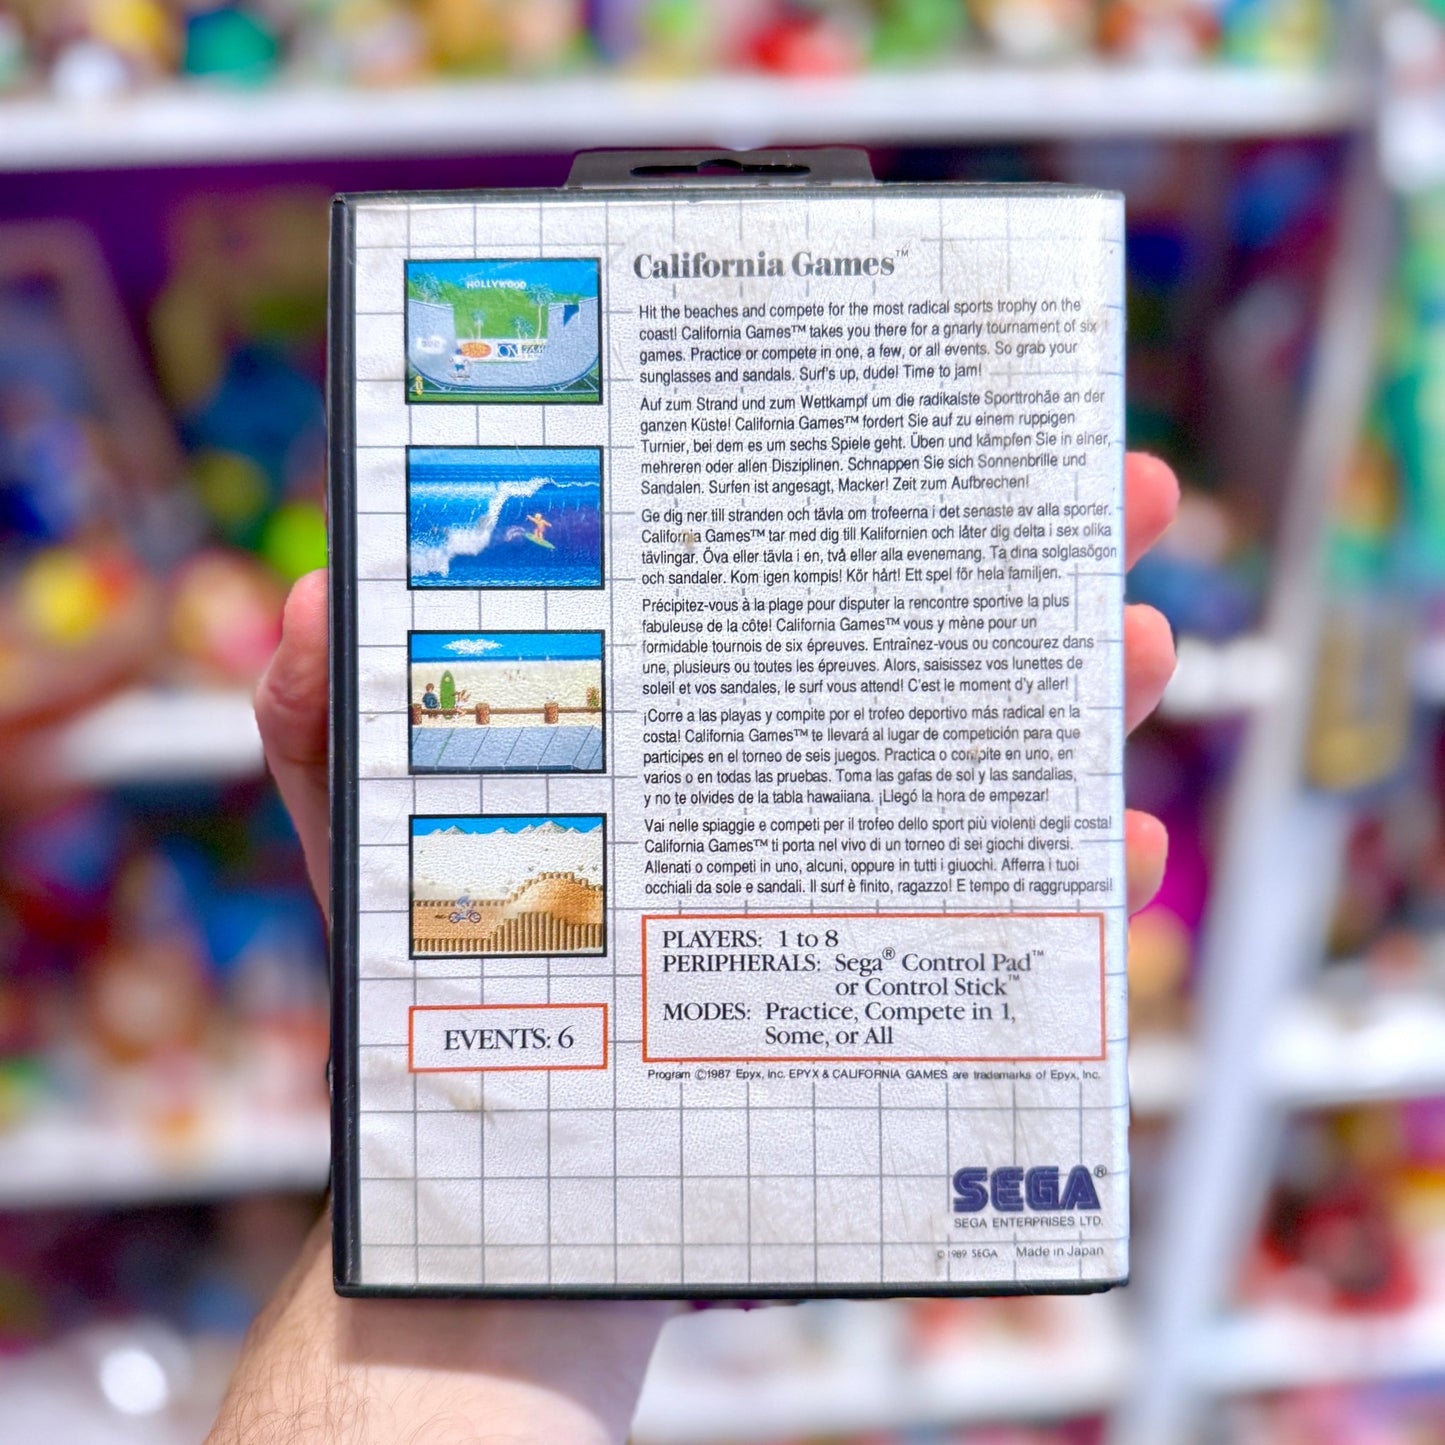 HOLLYWOOD
California Games™
Hit the beaches and compete for the most radical sports trophy on the
coast! California Games™ takes you there for a gnarly tournament of six
games. Practice or compete in one, a few, or all events. So grab your
sunglasses and sandals. Surf's up, dude! Time to jam!
Auf zum Strand und zum Wettkampf um die radikalste Sporttrohäe an der
ganzen Küste! California Games™ fordert Sie auf zu einem ruppigen
Turnier, bei dem es um sechs Spiele geht. Üben und kämpfen Sie in einer,
mehreren oder allen Disziplinen. Schnappen Sie sich Sonnenbrille und
Sandalen. Surfen ist angesagt, Macker! Zeit zum Aufbrechen!
Ge dig ner till stranden och tävla om trofeerna i det senaste av alla sporter.
California Games™ tar med dig till Kalifornien och låter dig delta i sex olika
tävlingar. Öva eller tävla i en, två eller alla evenemang. Ta dina solglasögon
och sandaler. Kom igen kompis! Kör hårt! Ett spel för hela familjen.
Précipitez-vous à la plage pour disputer la rencontre sportive la plus
fabuleuse de la côte! California Games™ vous y mène pour un
formidable tournois de six épreuves. Entraînez-vous ou concourez dans
une, plusieurs ou toutes les épreuves. Alors, saisissez vos lunettes de
soleil et vos sandales, le surf vous attend! C'est le moment d'y aller!
¡Corre a las playas y compite por el trofeo deportivo más radical en la
costa! California Games™ te llevará al lugar de competición para que
participes en el torneo de seis juegos. Practica o compite en uno, en
varios o en todas las pruebas. Toma las gafas de sol y las sandalias,
y no te olvides de la tabla hawaiiana. ¡Llegó la hora de empezar!
Vai nelle spiaggie e competi per il trofeo dello sport più violenti degli costa!
California Games™ ti porta nel vivo di un torneo di sei giochi diversi.
Allenati o competi in uno, alcuni, oppure in tutti i giuochi. Afferra i tuoi
occhiali da sole e sandali. Il surf è finito, ragazzo! E tempo di raggrupparsi!
EVENTS: 6
PLAYERS: 1 to 8
PERIPHERALS: Sega® Control Pad™
or Control Stick™
MODES: Practice, Compete in 1,
Some, or All
Program ©1987 Epyx, Inc. EPYX & CALIFORNIA GAMES are trademarks of Epyx, Inc.
SEGA®
SEGA ENTERPRISES LTD.
© 1989 SEGA Made in Japan